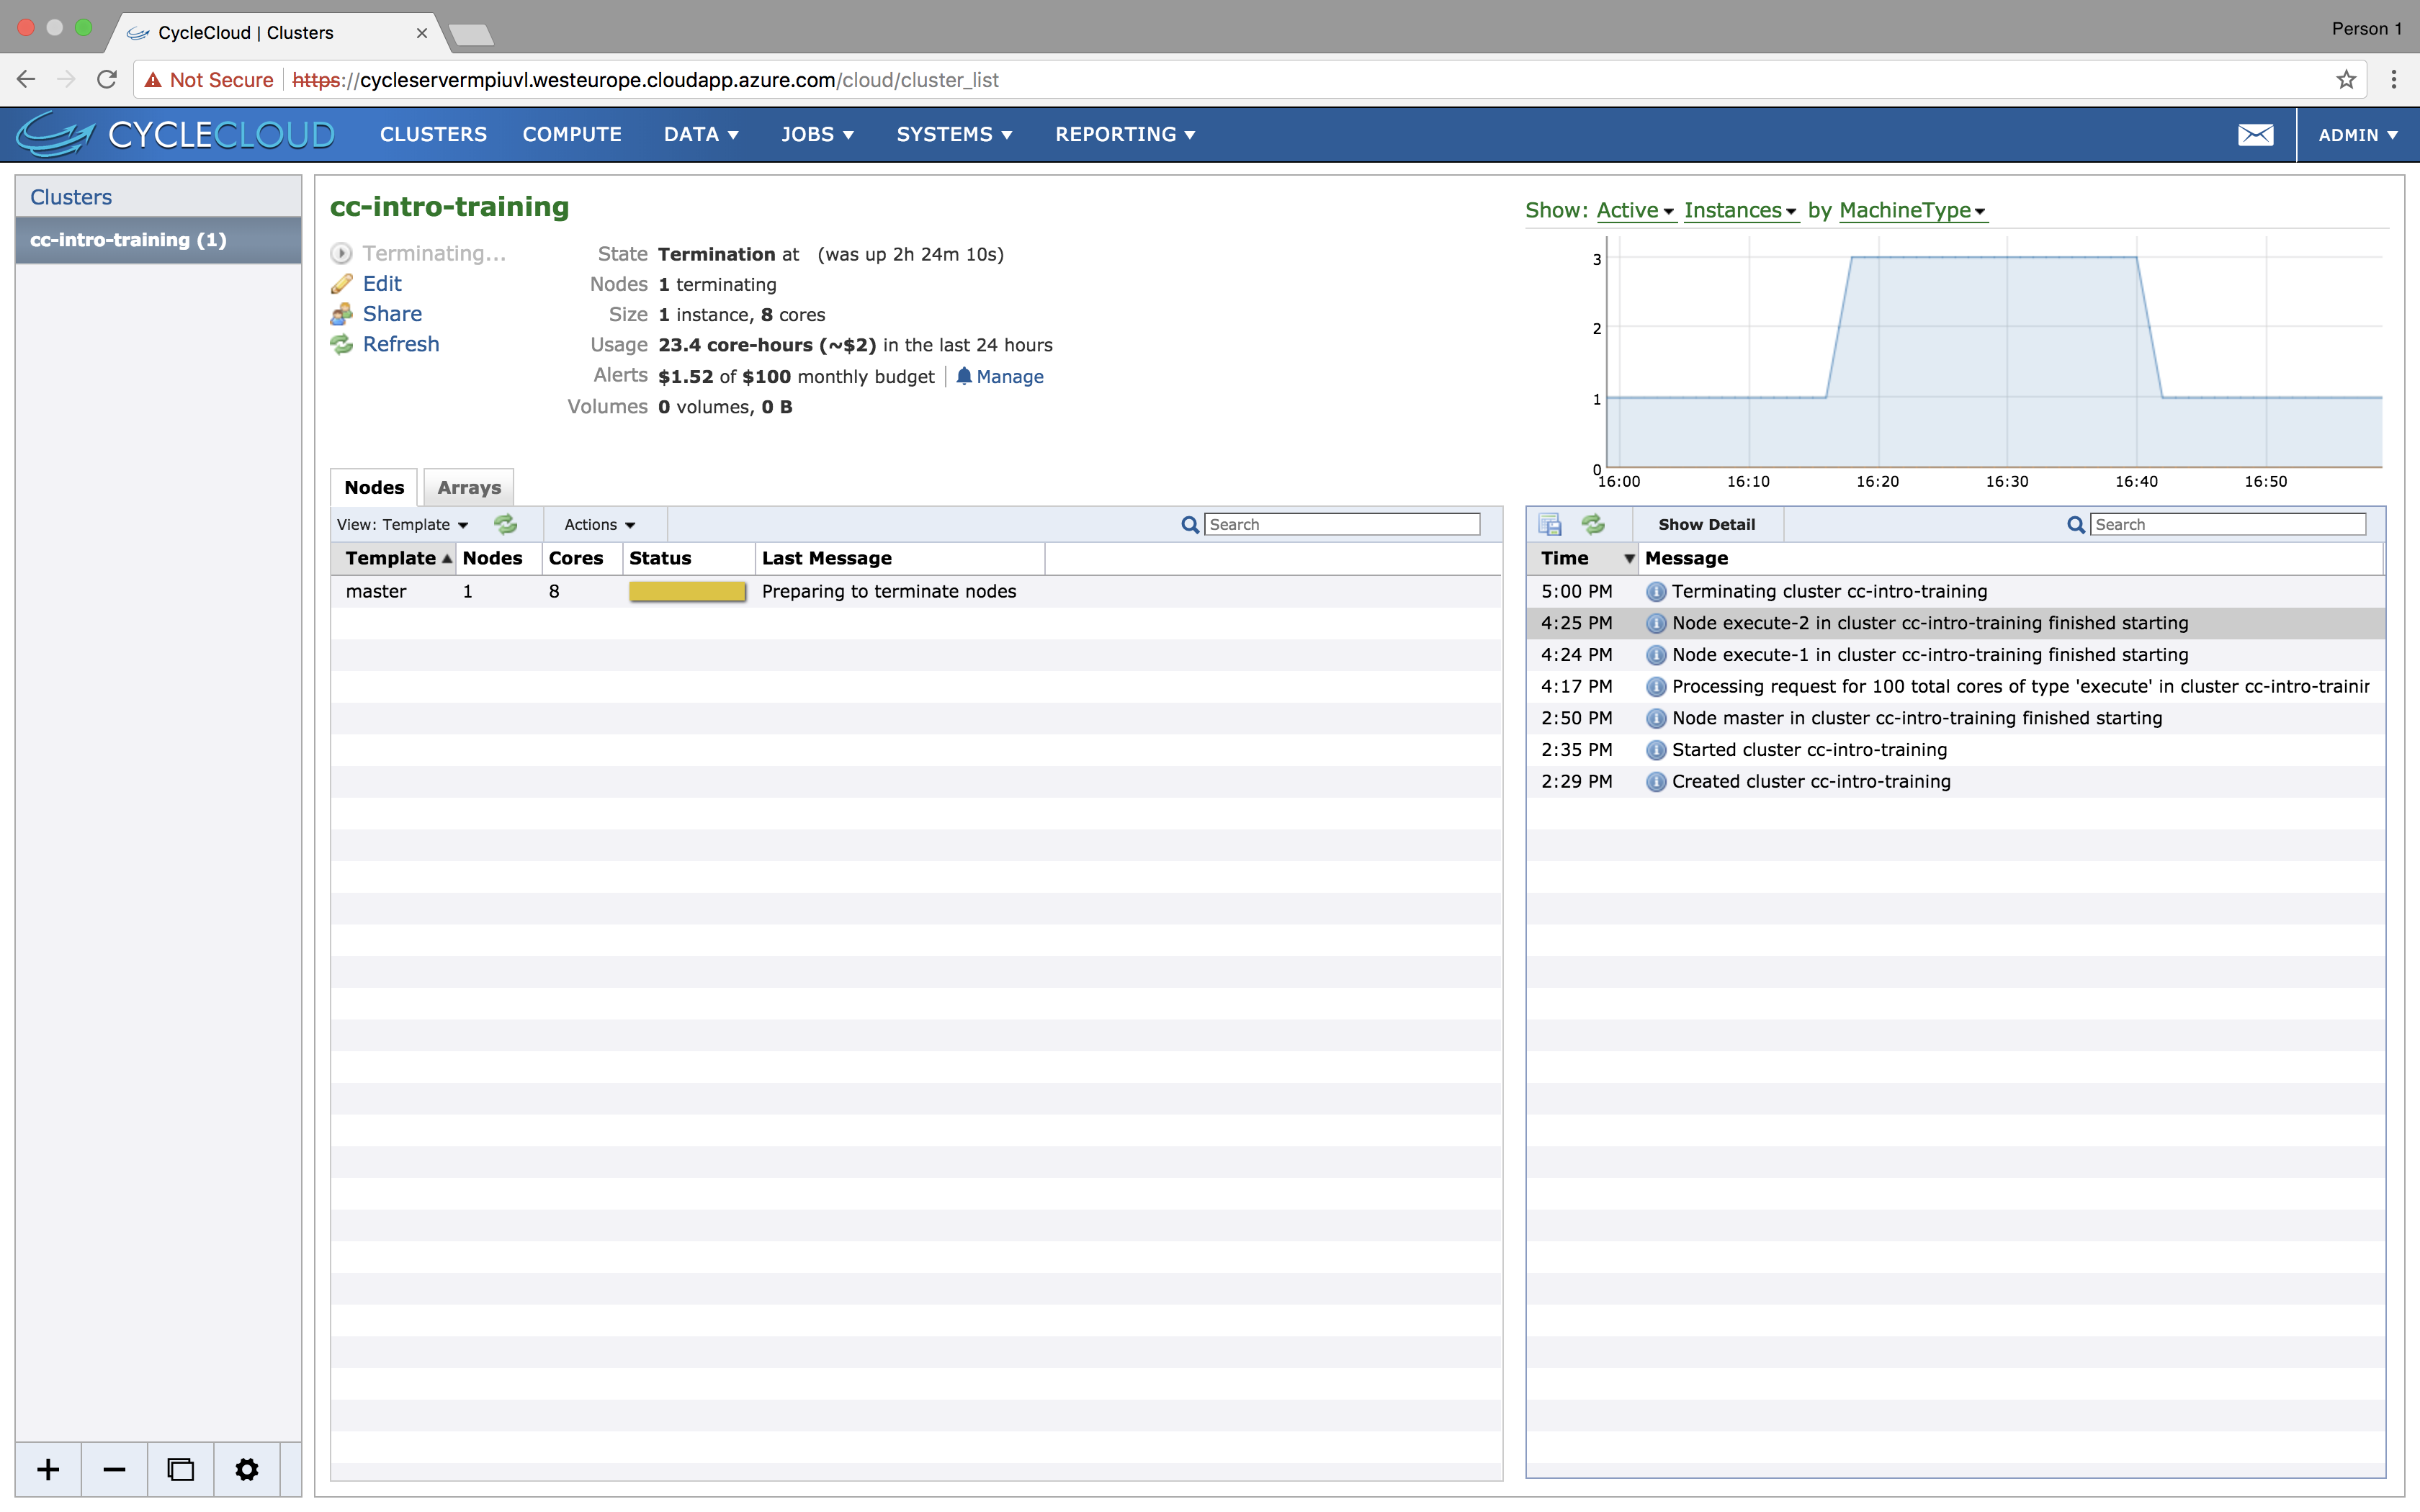 CycleCloud | Clusters
Person 1
Not Secure https://cycleservermpiuvl.westeurope.cloudapp.azure.com/cloud/cluster_list
CYCLECLOUD CLUSTERS COMPUTE DATA JOBS SYSTEMS REPORTING ADMIN
Clusters
cc-intro-training (1)
cc-intro-training
Terminating...
Edit
Share
Refresh
State Termination at (was up 2h 24m 10s)
Nodes 1 terminating
Size 1 instance, 8 cores
Usage 23.4 core-hours (~$2) in the last 24 hours
Alerts $1.52 of $100 monthly budget Manage
Volumes 0 volumes, 0 B
Show: Active Instances by MachineType
3
2
1
0
16:00 16:10 16:20 16:30 16:40 16:50
Nodes Arrays
View: Template Actions Search
Template Nodes Cores Status Last Message
master 1 8 Preparing to terminate nodes
Show Detail Search
Time Message
5:00 PM Terminating cluster cc-intro-training
4:25 PM Node execute-2 in cluster cc-intro-training finished starting
4:24 PM Node execute-1 in cluster cc-intro-training finished starting
4:17 PM Processing request for 100 total cores of type 'execute' in cluster cc-intro-trainin
2:50 PM Node master in cluster cc-intro-training finished starting
2:35 PM Started cluster cc-intro-training
2:29 PM Created cluster cc-intro-training